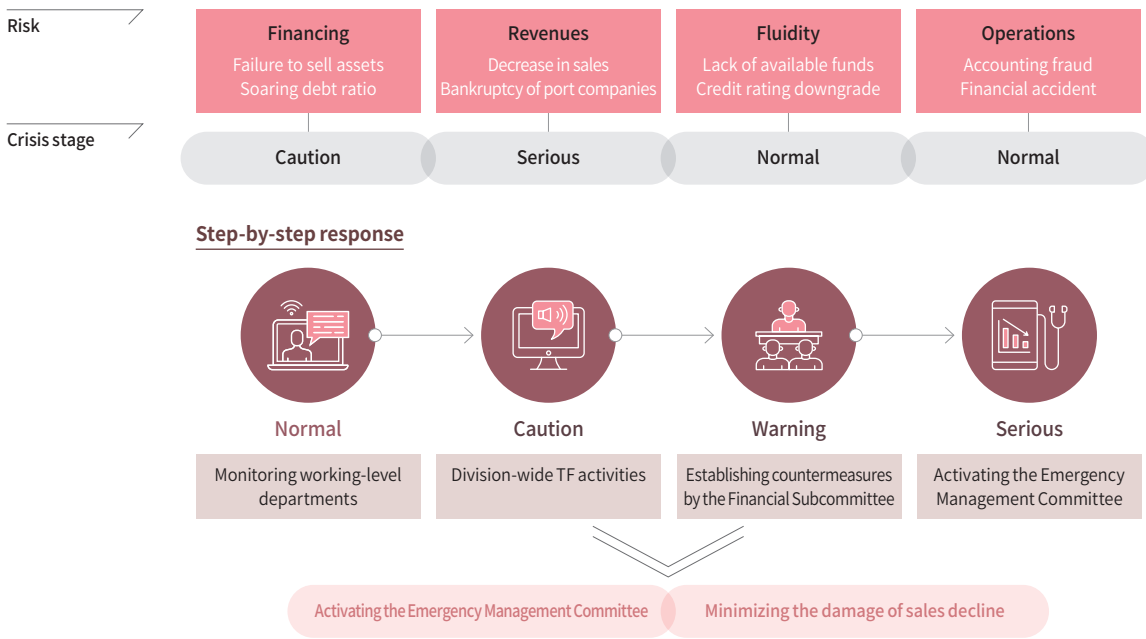 Risk
Financing
Failure to sell assets
Soaring debt ratio
Revenues
Decrease in sales
Bankruptcy of port companies
Fluidity
Lack of available funds
Credit rating downgrade
Operations
Accounting fraud
Financial accident
Crisis stage
Caution
Serious
Normal
Normal
Step-by-step response
Normal
Monitoring working-level
departments
Caution
Division-wide TF activities
Warning
Establishing countermeasures
by the Financial Subcommittee
Serious
Activating the Emergency
Management Committee
Activating the Emergency Management Committee
Minimizing the damage of sales decline